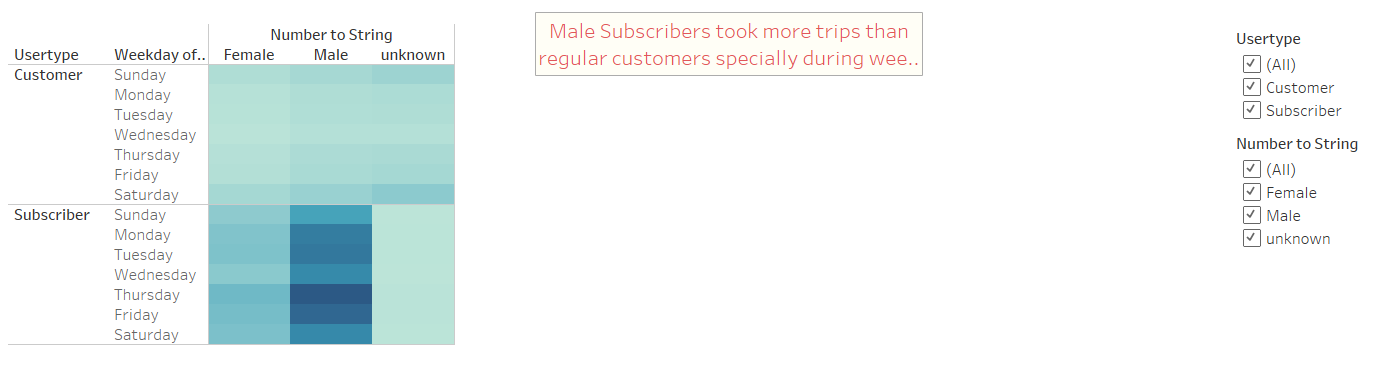 Number to String
Usertype Weekday of.. Female Male unknown
Customer Sunday
Monday
Tuesday
Wednesday
Thursday
Friday
Saturday
Subscriber Sunday
Monday
Tuesday
Wednesday
Thursday
Friday
Saturday
Male Subscribers took more trips than
regular customers specially during wee..
Usertype
(All)
Customer
Subscriber
Number to String
(All)
Female
Male
unknown